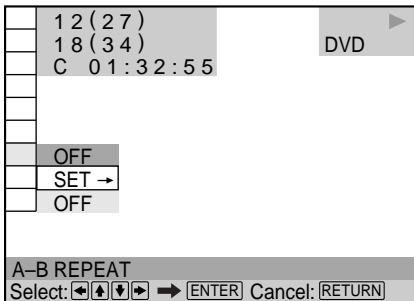 12(27)
18(34)
C 01:32:55
DVD
OFF
SET →
OFF
A–B REPEAT
Select: ← ↑ ↓ → ➡ ENTER Cancel: RETURN